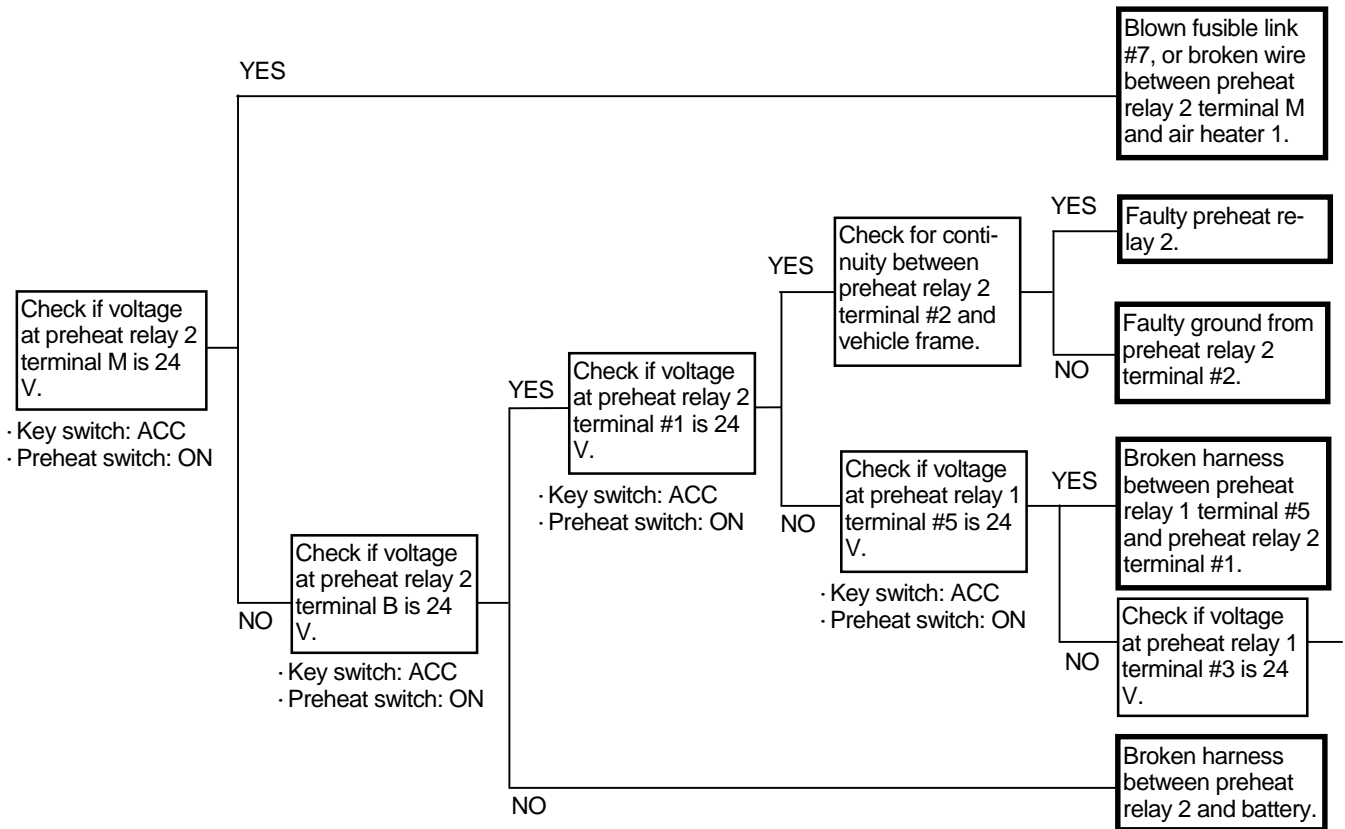 YES
Blown fusible link
#7, or broken wire
between preheat
relay 2 terminal M
and air heater 1.
Check if voltage
at preheat relay 2
terminal M is 24
V.
· Key switch: ACC
· Preheat switch: ON
NO
Check if voltage
at preheat relay 2
terminal B is 24
V.
· Key switch: ACC
· Preheat switch: ON
YES
Check if voltage
at preheat relay 2
terminal #1 is 24
V.
· Key switch: ACC
· Preheat switch: ON
YES
Check for conti-
nuity between
preheat relay 2
terminal #2 and
vehicle frame.
YES
Faulty preheat re-
lay 2.
NO
Faulty ground from
preheat relay 2
terminal #2.
NO
Check if voltage
at preheat relay 1
terminal #5 is 24
V.
· Key switch: ACC
· Preheat switch: ON
YES
Broken harness
between preheat
relay 1 terminal #5
and preheat relay 2
terminal #1.
NO
Check if voltage
at preheat relay 1
terminal #3 is 24
V.
NO
Broken harness
between preheat
relay 2 and battery.